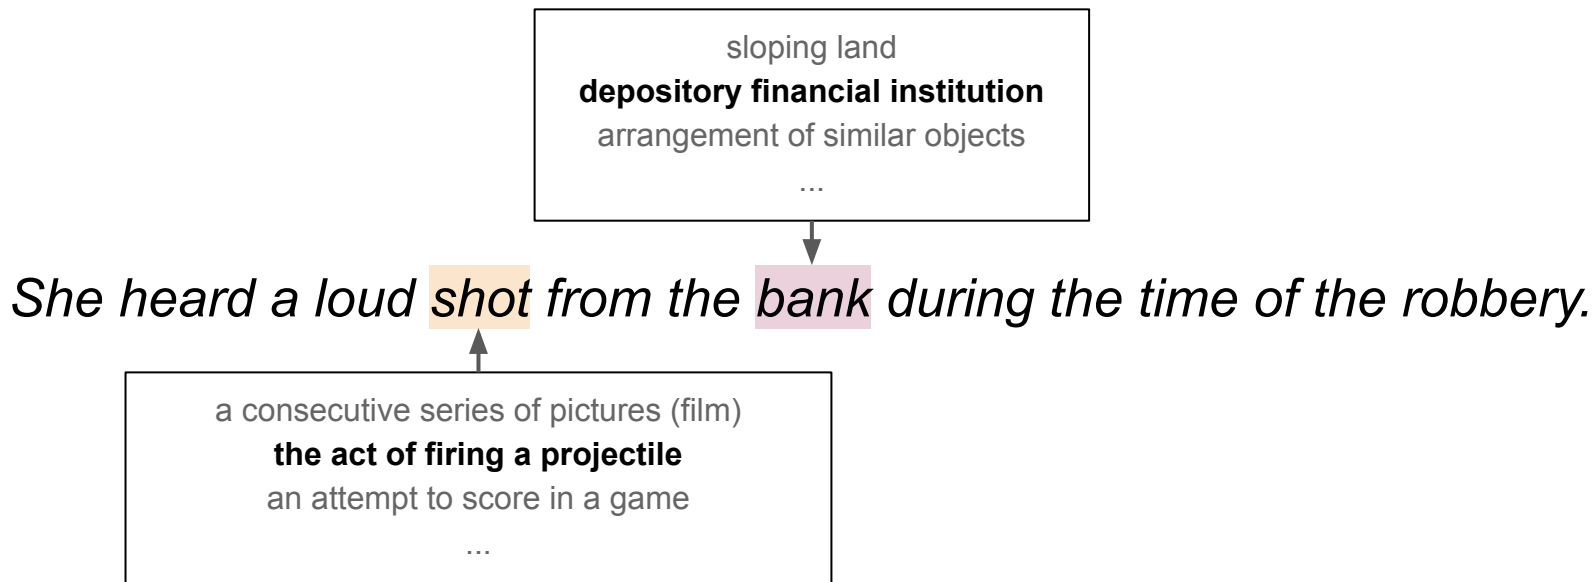 sloping land
depository financial institution
arrangement of similar objects
...
She heard a loud shot from the bank during the time of the robbery.
a consecutive series of pictures (film)
the act of firing a projectile
an attempt to score in a game
...